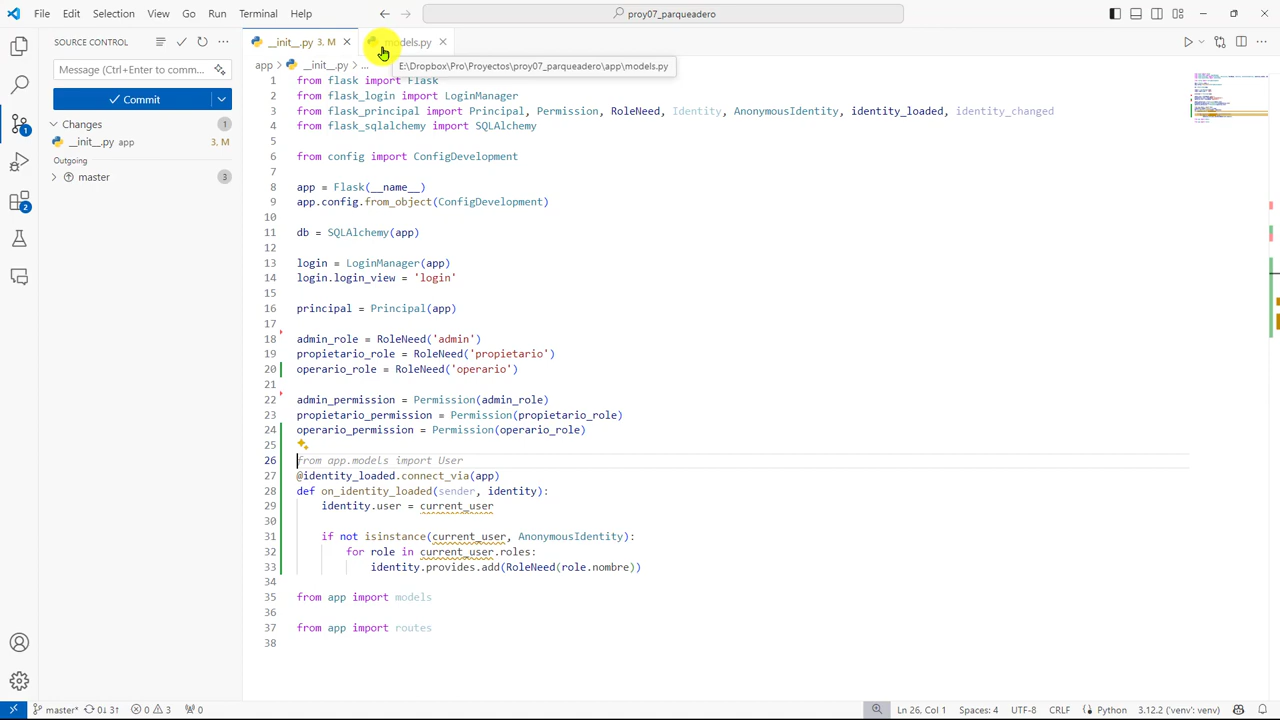 File Edit Selection View Go Run Terminal Help
proy07_parqueadero
SOURCE CONTROL
__init__.py 3, M
models.py
Message (Ctrl+Enter to comm...
app > __init__.py > ...
E:\Dropbox\Pro\Proyectos\proy07_parqueadero\app\models.py
Commit
Changes 1
__init__.py app 3, M
Outgoing
master 3
1
2
1 from flask import Flask
2 from flask_login import LoginManager
3 from flask_principal import Principal, Permission, RoleNeed, Identity, AnonymousIdentity, identity_loaded, identity_changed
4 from flask_sqlalchemy import SQLAlchemy
5
6 from config import ConfigDevelopment
7
8 app = Flask(__name__)
9 app.config.from_object(ConfigDevelopment)
10
11 db = SQLAlchemy(app)
12
13 login = LoginManager(app)
14 login.login_view = 'login'
15
16 principal = Principal(app)
17
18 admin_role = RoleNeed('admin')
19 propietario_role = RoleNeed('propietario')
20 operario_role = RoleNeed('operario')
21
22 admin_permission = Permission(admin_role)
23 propietario_permission = Permission(propietario_role)
24 operario_permission = Permission(operario_role)
25
26 from app.models import User
27 @identity_loaded.connect_via(app)
28 def on_identity_loaded(sender, identity):
29 identity.user = current_user
30
31 if not isinstance(current_user, AnonymousIdentity):
32 for role in current_user.roles:
33 identity.provides.add(RoleNeed(role.nombre))
34
35 from app import models
36
37 from app import routes
38
master* 0↓ 3↑ 0 3 0
Ln 26, Col 1 Spaces: 4 UTF-8 CRLF Python 3.12.2 ('venv': venv)